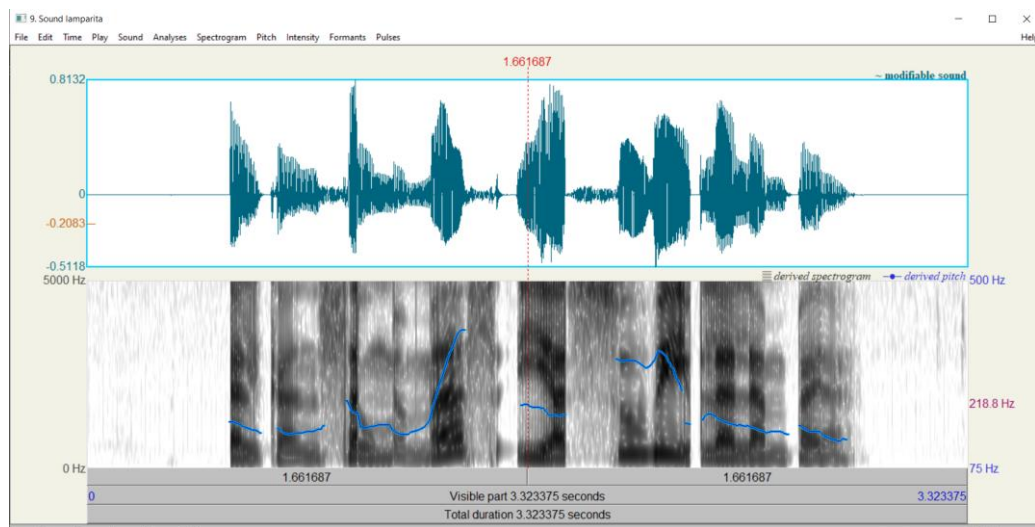 9. Sound lamparita
File Edit Time Play Sound Analyses Spectrogram Pitch Intensity Formants Pulses Help
1.661687
0.8132
~ modifiable sound
0
-0.2083
-0.5118
5000 Hz
derived spectrogram derived pitch
500 Hz
218.8 Hz
0 Hz
75 Hz
1.661687 1.661687
0 Visible part 3.323375 seconds 3.323375
Total duration 3.323375 seconds